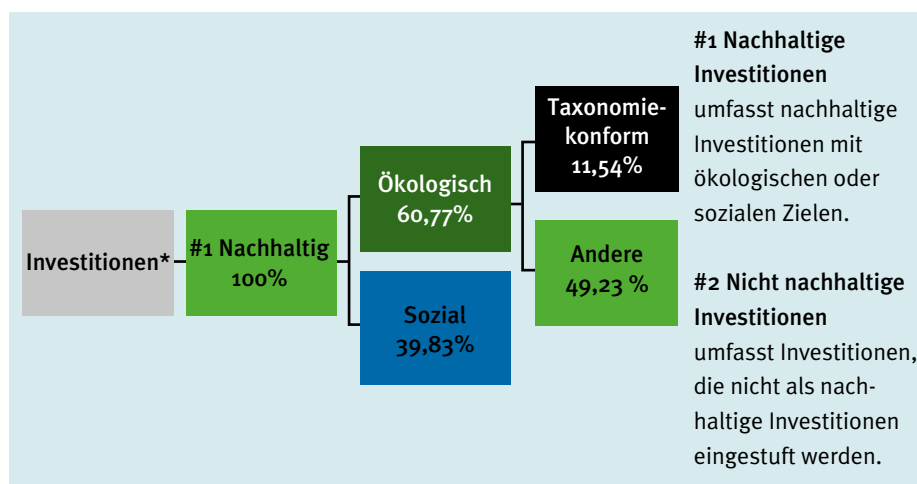 Investitionen*
#1 Nachhaltig
100%
Ökologisch
60,77%
Sozial
39,83%
Taxonomie-
konform
11,54%
Andere
49,23 %
#1 Nachhaltige
Investitionen
umfasst nachhaltige
Investitionen mit
ökologischen oder
sozialen Zielen.
#2 Nicht nachhaltige
Investitionen
umfasst Investitionen,
die nicht als nach-
haltige Investitionen
eingestuft werden.